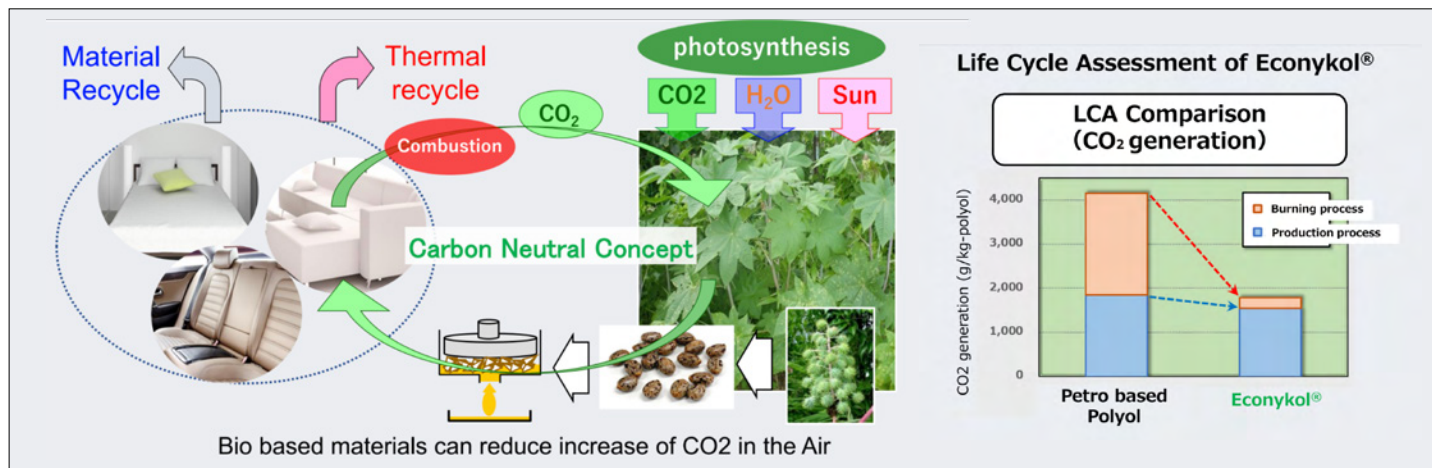 Material
Recycle
Thermal
recycle
Combustion
CO₂
photosynthesis
CO2
H₂O
Sun
Carbon Neutral Concept
Bio based materials can reduce increase of CO2 in the Air
Life Cycle Assessment of Econykol®
LCA Comparison
(CO₂ generation)
CO2 generation (g/kg-polyol)
4,000
3,000
2,000
1,000
0
Burning process
Production process
Petro based
Polyol
Econykol®